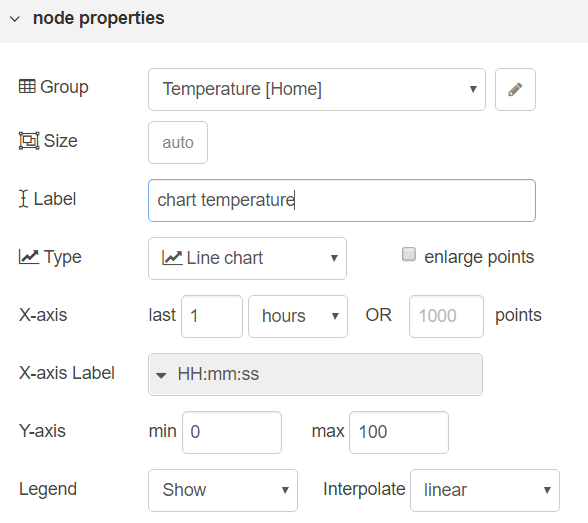 node properties
Group Temperature [Home]
Size auto
Label chart temperature
Type Line chart enlarge points
X-axis last 1 hours OR 1000 points
X-axis Label HH:mm:ss
Y-axis min 0 max 100
Legend Show Interpolate linear